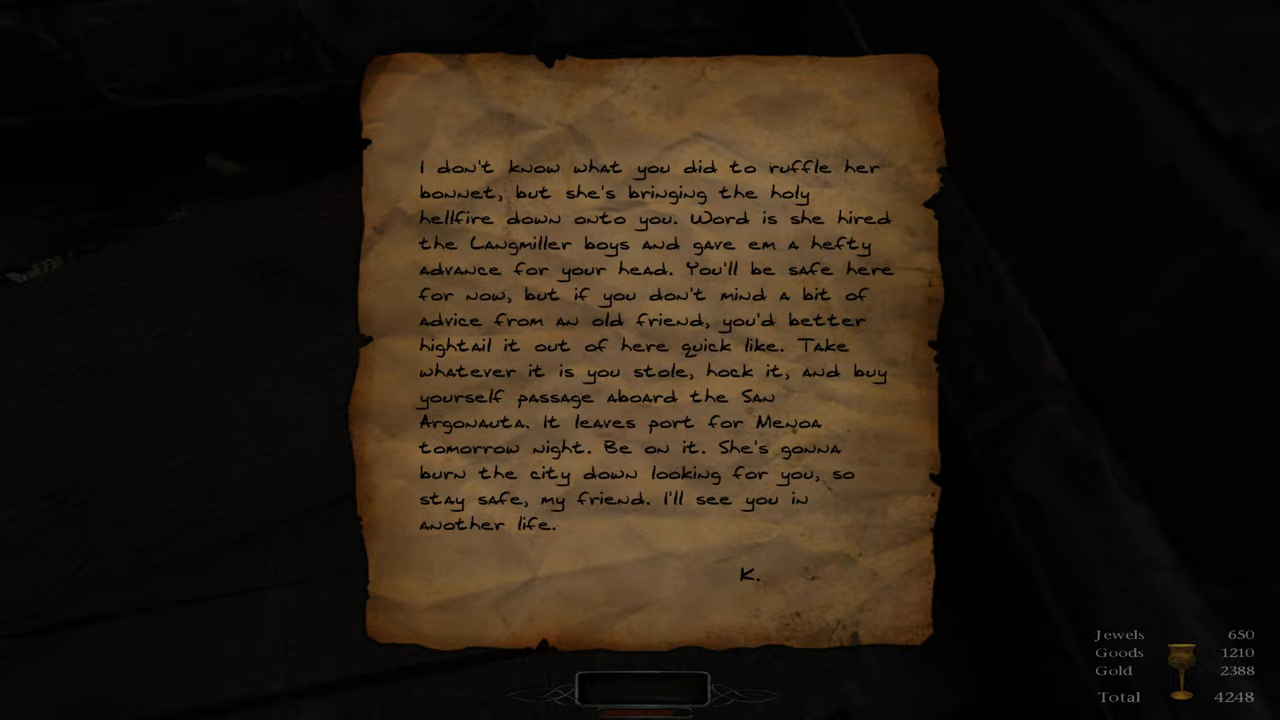 I don't know what you did to ruffle her
bonnet, but she's bringing the holy
hellfire down onto you. Word is she hired
the Langmiller boys and gave em a hefty
advance for your head. You'll be safe here
for now, but if you don't mind a bit of
advice from an old friend, you'd better
hightail it out of here quick like. Take
whatever it is you stole, hock it, and buy
yourself passage aboard the San
Argonauta. It leaves port for Menoa
tomorrow night. Be on it. She's gonna
burn the city down looking for you, so
stay safe, my friend. I'll see you in
another life.
K.
Jewels 650
Goods 1210
Gold 2388
Total 4248